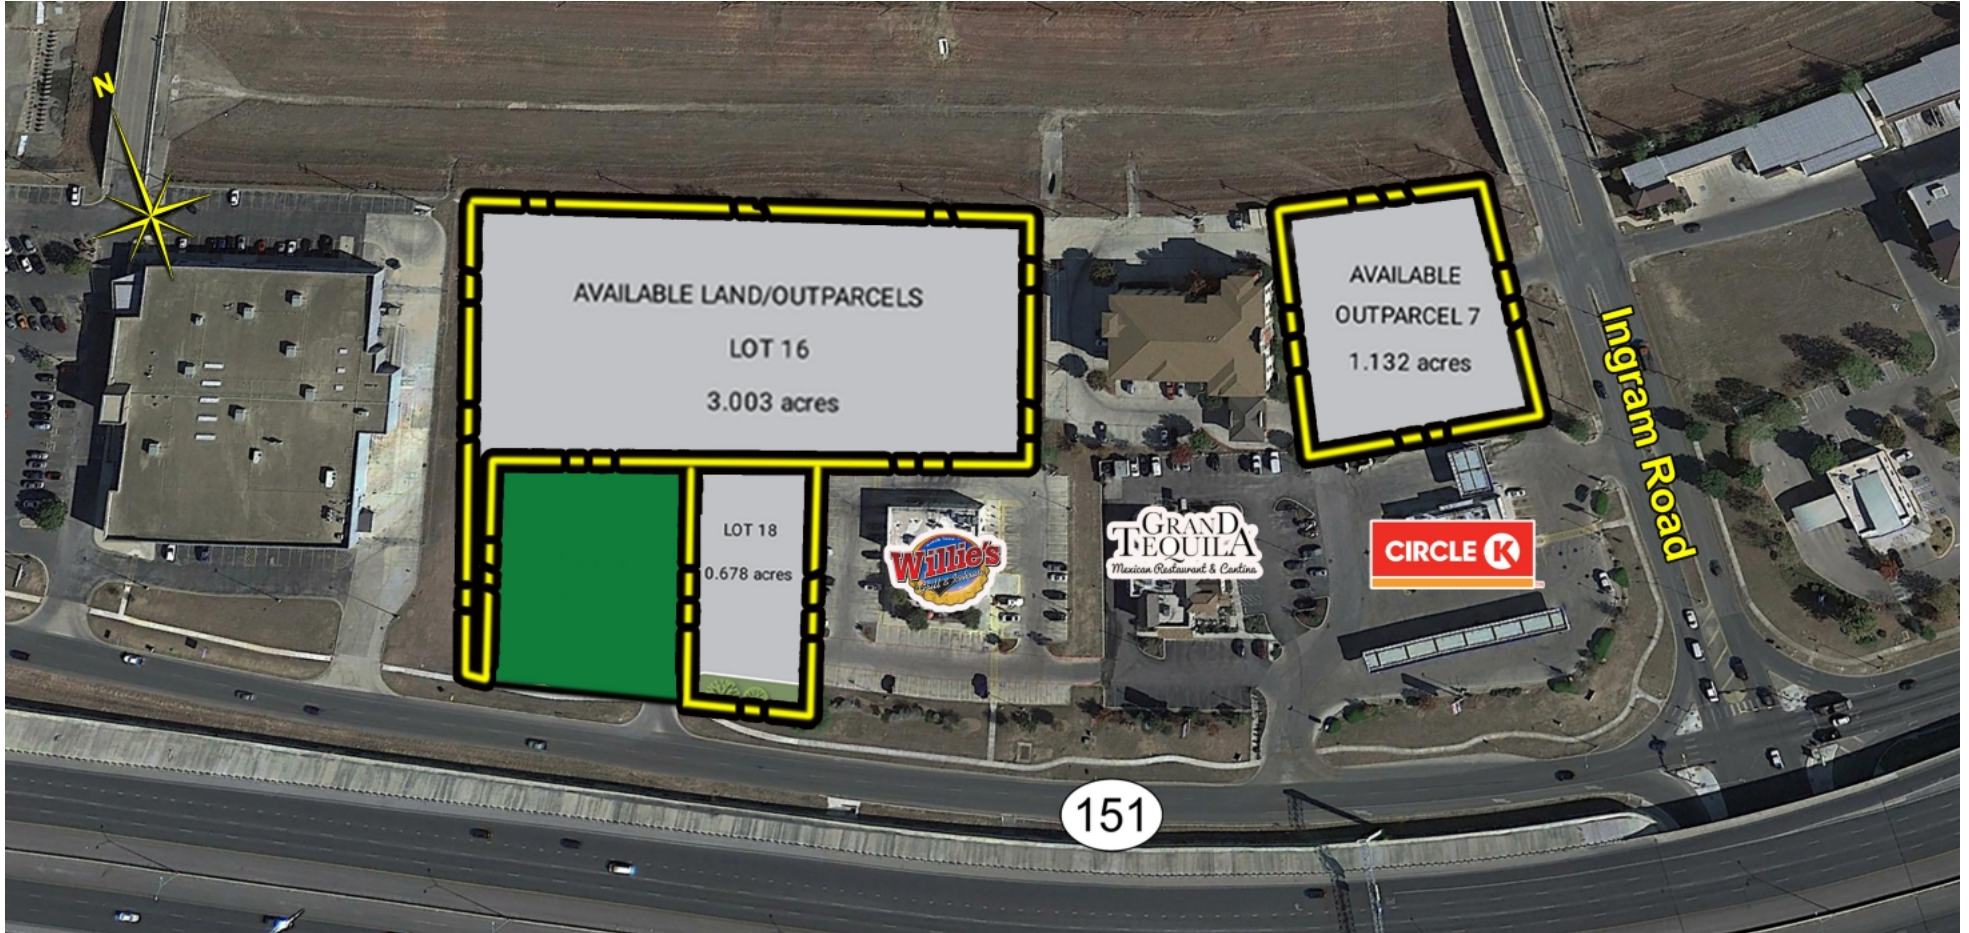 N
AVAILABLE LAND/OUTPARCELS
LOT 16
3.003 acres
AVAILABLE
OUTPARCEL 7
1.132 acres
Ingram Road
LOT 18
0.678 acres
Willie's
GRAND
TEQUILA
Mexican Restaurant & Cantina
CIRCLE K
151